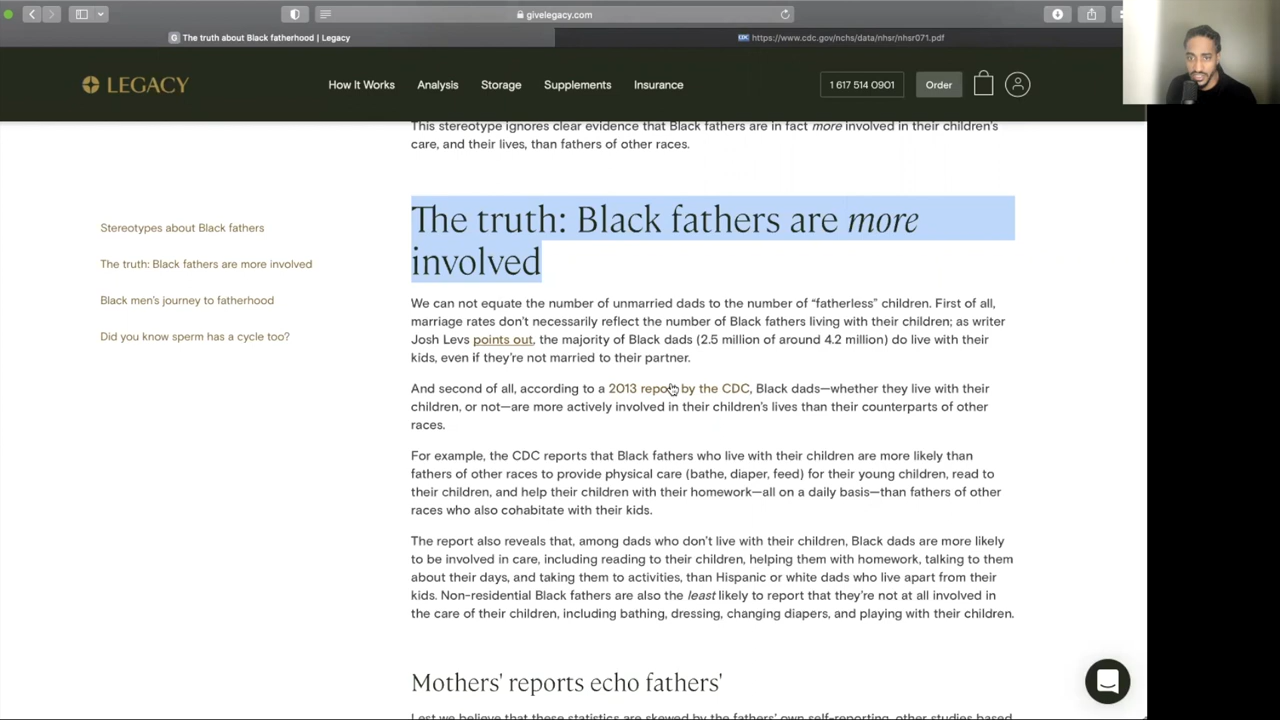 givelegacy.com
The truth about Black fatherhood | Legacy
https://www.cdc.gov/nchs/data/nhsr/nhsr071.pdf
LEGACY
How It Works
Analysis
Storage
Supplements
Insurance
1 617 514 0901
Order
This stereotype ignores clear evidence that Black fathers are in fact more involved in their children's
care, and their lives, than fathers of other races.
Stereotypes about Black fathers
The truth: Black fathers are more involved
Black men's journey to fatherhood
Did you know sperm has a cycle too?
The truth: Black fathers are more
involved
We can not equate the number of unmarried dads to the number of “fatherless” children. First of all,
marriage rates don’t necessarily reflect the number of Black fathers living with their children; as writer
Josh Levs points out, the majority of Black dads (2.5 million of around 4.2 million) do live with their
kids, even if they’re not married to their partner.
And second of all, according to a 2013 report by the CDC, Black dads—whether they live with their
children, or not—are more actively involved in their children’s lives than their counterparts of other
races.
For example, the CDC reports that Black fathers who live with their children are more likely than
fathers of other races to provide physical care (bathe, diaper, feed) for their young children, read to
their children, and help their children with their homework—all on a daily basis—than fathers of other
races who also cohabitate with their kids.
The report also reveals that, among dads who don’t live with their children, Black dads are more likely
to be involved in care, including reading to their children, helping them with homework, talking to them
about their days, and taking them to activities, than Hispanic or white dads who live apart from their
kids. Non-residential Black fathers are also the least likely to report that they’re not at all involved in
the care of their children, including bathing, dressing, changing diapers, and playing with their children.
Mothers' reports echo fathers'
Lest we believe that these statistics are skewed by the fathers' own self-reporting, other studies based